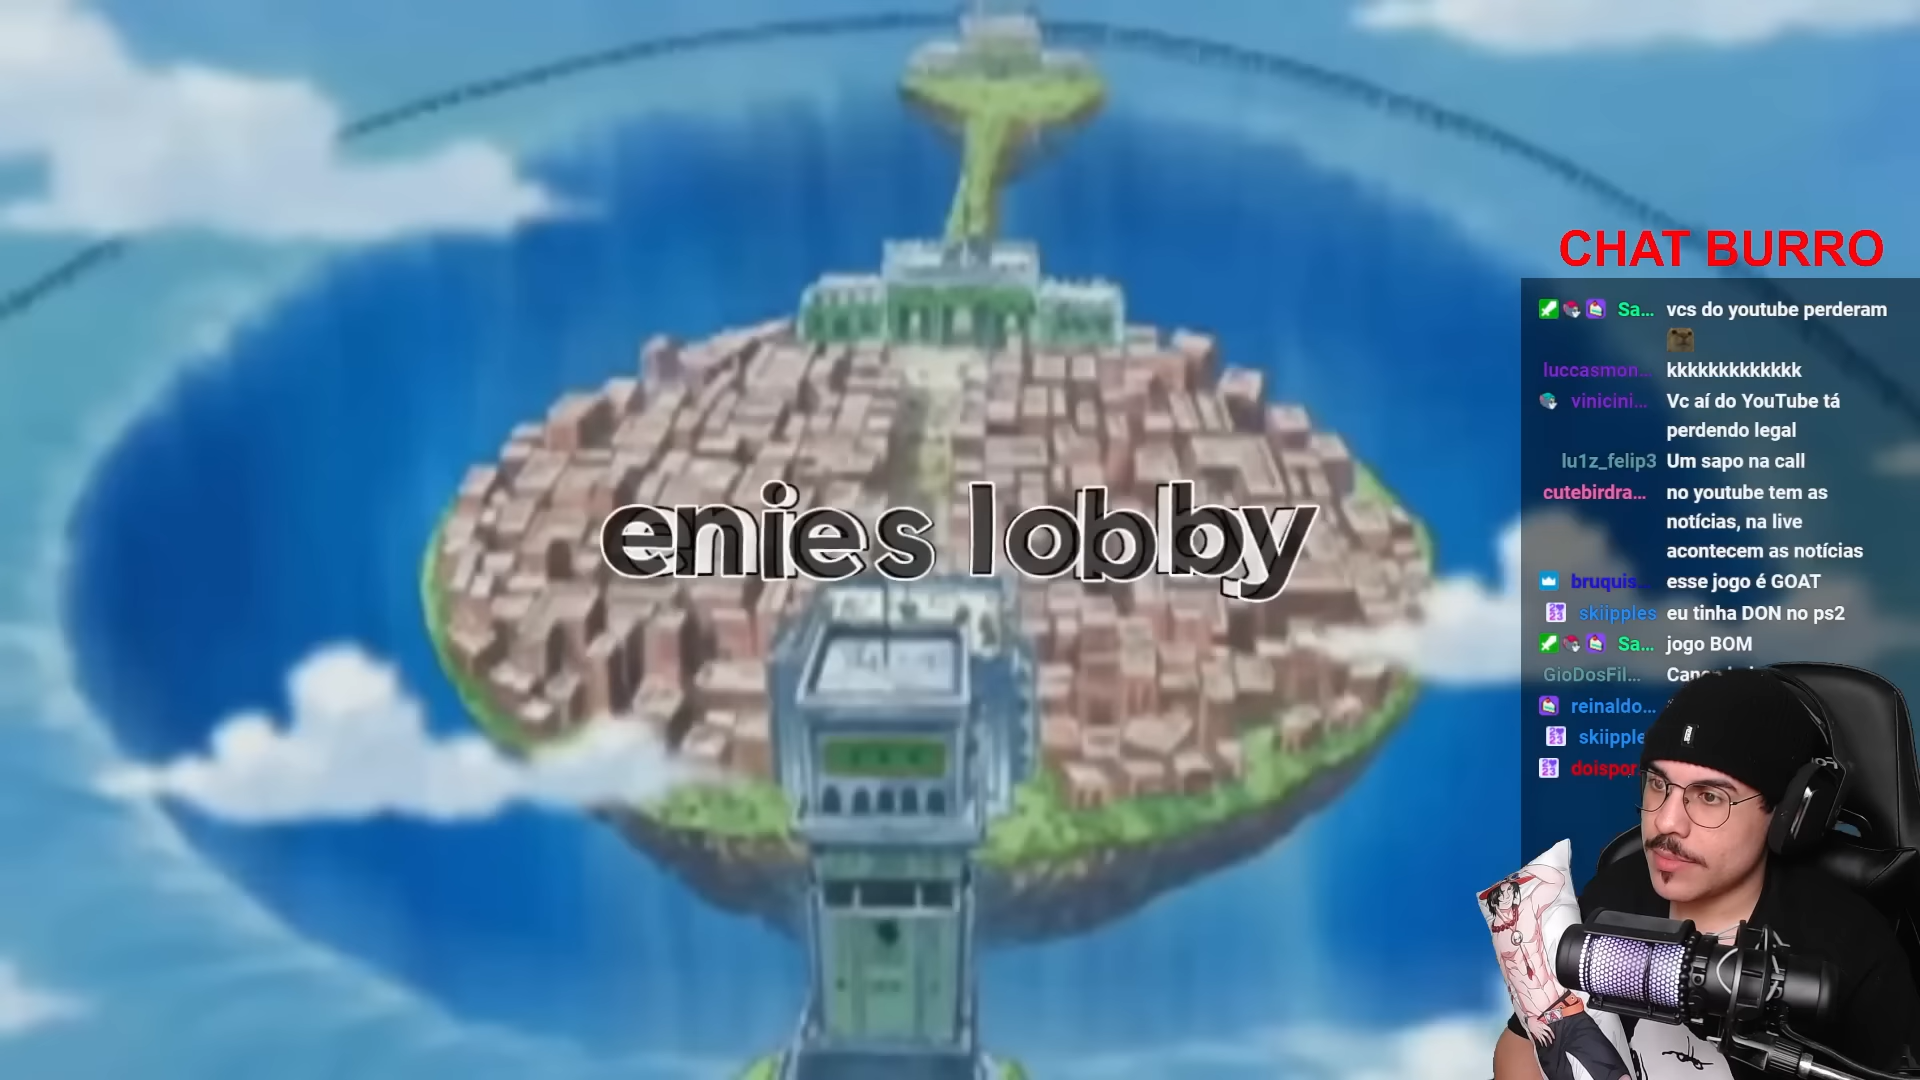 enies lobby
CHAT BURRO
Sa... vcs do youtube perderam
luccasmon... kkkkkkkkkkkkk
vinicini... Vc aí do YouTube tá
perdendo legal
lu1z_felip3 Um sapo na call
cutebirdra... no youtube tem as
notícias, na live
acontecem as notícias
bruquis... esse jogo é GOAT
skiipples eu tinha DON no ps2
Sa... jogo BOM
GioDosFil...
reinaldo...
skiipple
doispor